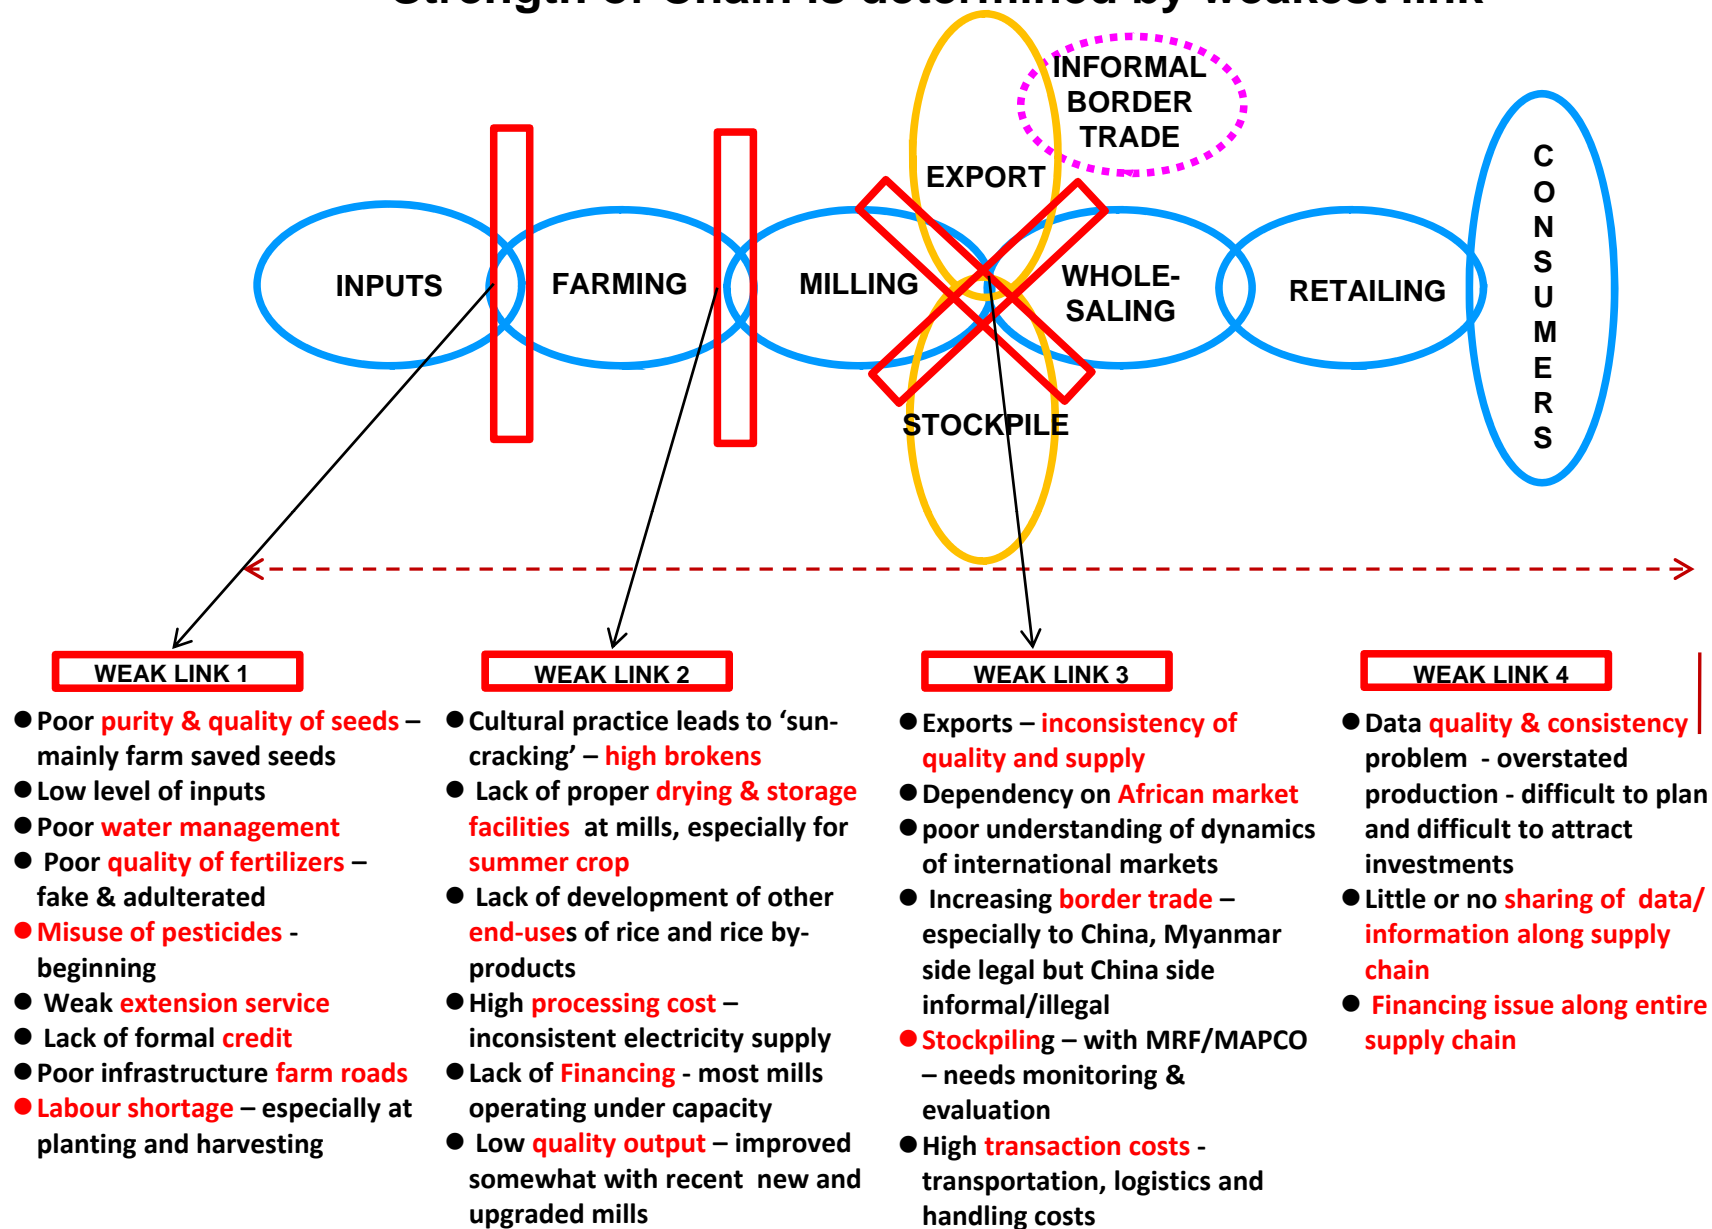 Strength of Chain is determined by weakest link
INFORMAL
BORDER
TRADE
EXPORT
INPUTS
FARMING
MILLING
WHOLE-
SALING
RETAILING
C
O
N
S
U
M
E
R
S
STOCKPILE
WEAK LINK 1
● Poor purity & quality of seeds –
mainly farm saved seeds
● Low level of inputs
● Poor water management
● Poor quality of fertilizers –
fake & adulterated
● Misuse of pesticides -
beginning
● Weak extension service
● Lack of formal credit
● Poor infrastructure farm roads
● Labour shortage – especially at
planting and harvesting
WEAK LINK 2
● Cultural practice leads to ‘sun-
cracking’ – high brokens
● Lack of proper drying & storage
facilities at mills, especially for
summer crop
● Lack of development of other
end-uses of rice and rice by-
products
● High processing cost –
inconsistent electricity supply
● Lack of Financing - most mills
operating under capacity
● Low quality output – improved
somewhat with recent new and
upgraded mills
WEAK LINK 3
● Exports – inconsistency of
quality and supply
● Dependency on African market
● poor understanding of dynamics
of international markets
● Increasing border trade –
especially to China, Myanmar
side legal but China side
informal/illegal
● Stockpiling – with MRF/MAPCO
– needs monitoring &
evaluation
● High transaction costs -
transportation, logistics and
handling costs
WEAK LINK 4
● Data quality & consistency
problem - overstated
production - difficult to plan
and difficult to attract
investments
● Little or no sharing of data/
information along supply
chain
● Financing issue along entire
supply chain